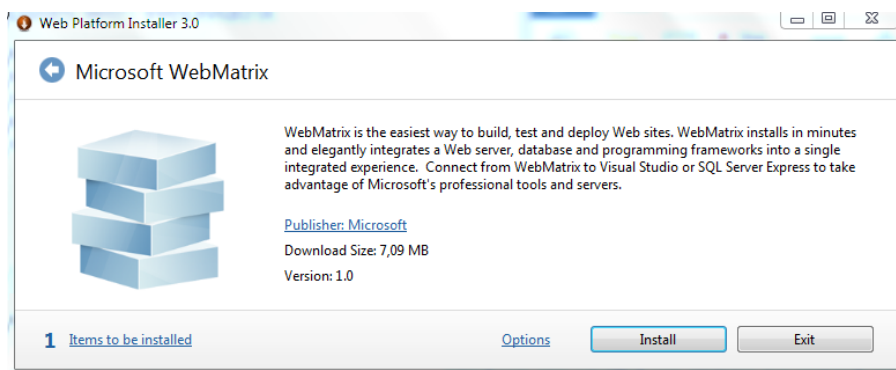 Web Platform Installer 3.0
Microsoft WebMatrix
WebMatrix is the easiest way to build, test and deploy Web sites. WebMatrix installs in minutes
and elegantly integrates a Web server, database and programming frameworks into a single
integrated experience.  Connect from WebMatrix to Visual Studio or SQL Server Express to take
advantage of Microsoft's professional tools and servers.
Publisher: Microsoft
Download Size: 7,09 MB
Version: 1.0
1 Items to be installed Options Install Exit